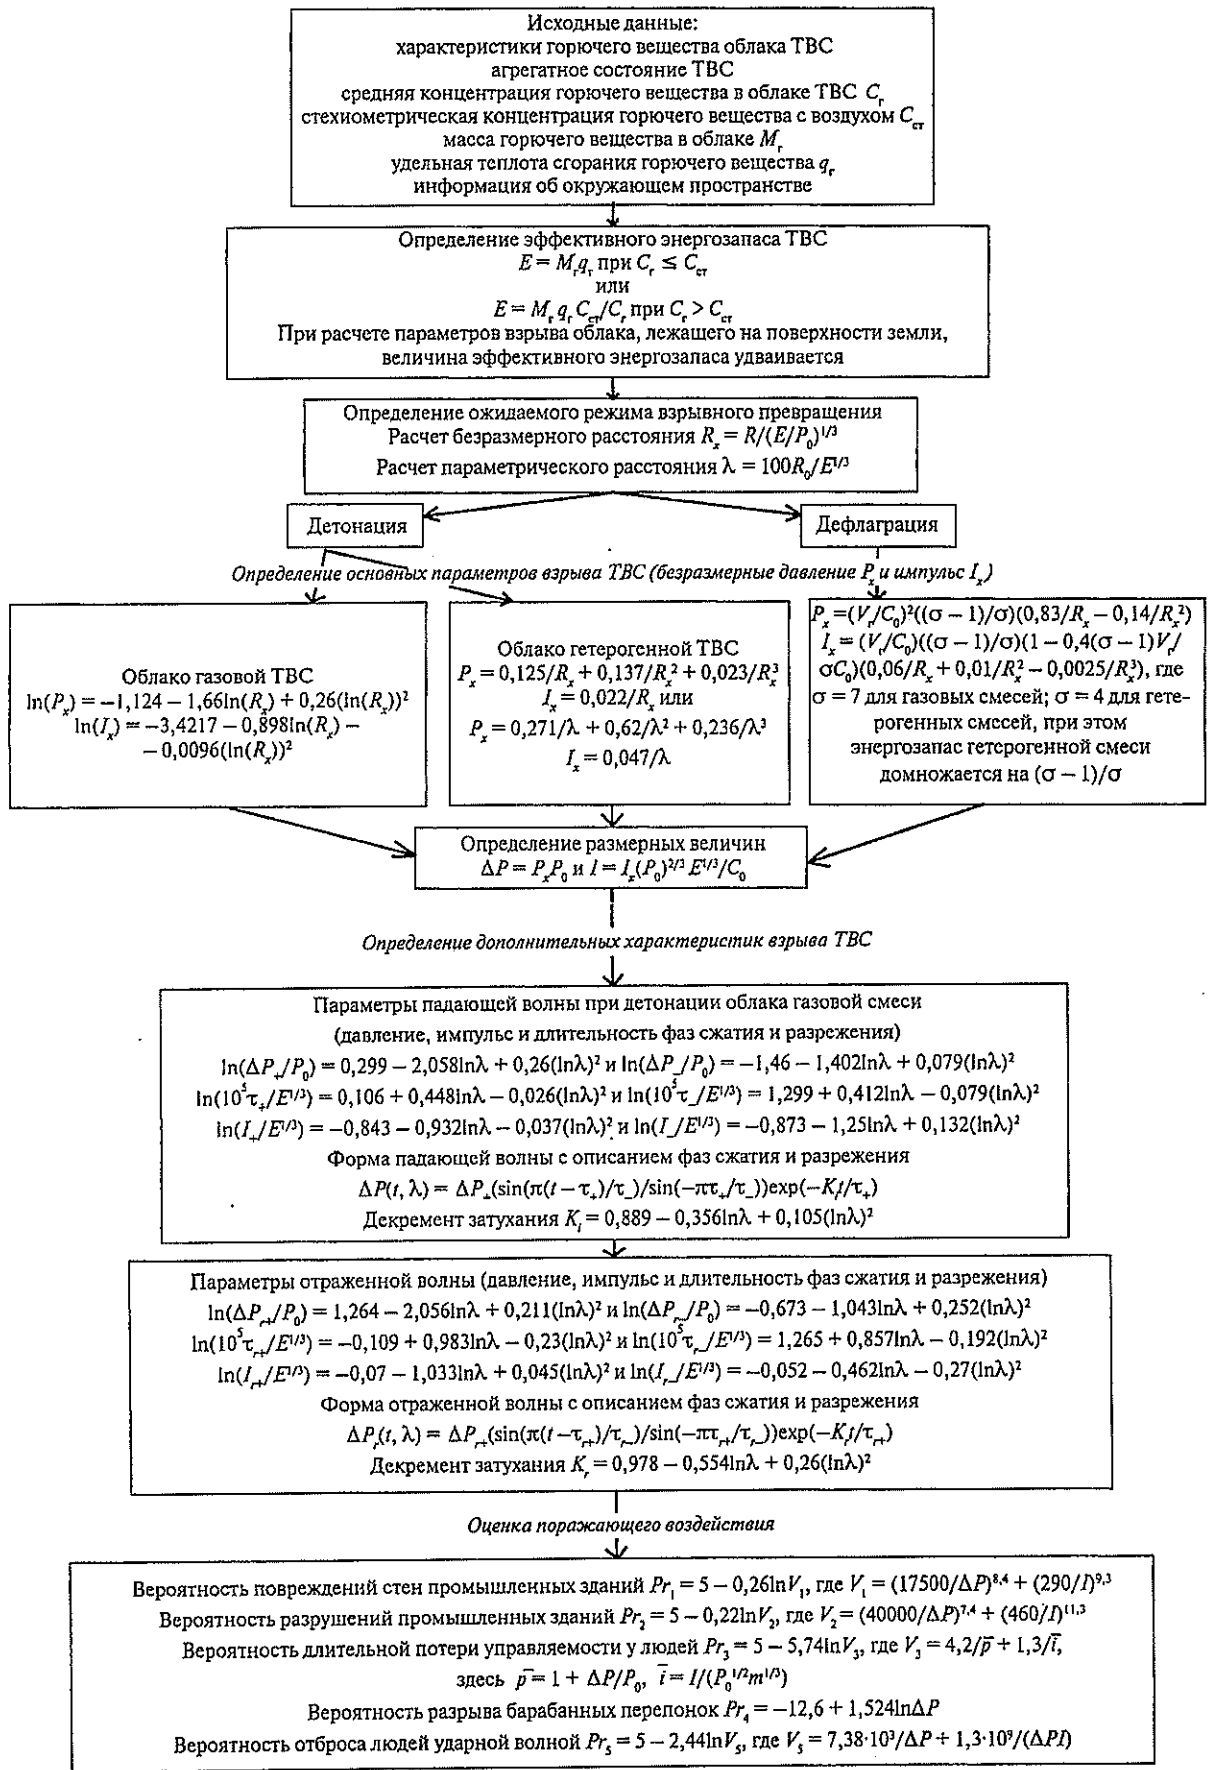 Исходные данные:
характеристики горючего вещества облака ТВС
агрегатное состояние ТВС
средняя концентрация горючего вещества в облаке ТВС C_г
стехиометрическая концентрация горючего вещества с воздухом C_ст
масса горючего вещества в облаке M_г
удельная теплота сгорания горючего вещества q_г
информация об окружающем пространстве
Определение эффективного энергозапаса ТВС
E = M_г q_г при C_г ≤ C_ст
или
E = M_г q_г C_ст/C_г при C_г > C_ст
При расчете параметров взрыва облака, лежащего на поверхности земли,
величина эффективного энергозапаса удваивается
Определение ожидаемого режима взрывного превращения
Расчет безразмерного расстояния R_x = R/(E/P_0)^1/3
Расчет параметрического расстояния λ = 100R_0/E^1/3
Детонация
Дефлаграция
Определение основных параметров взрыва ТВС (безразмерные давление P_x и импульс I_x)
Облако газовой ТВС
ln(P_x) = −1,124 − 1,66ln(R_x) + 0,26(ln(R_x))²
ln(I_x) = −3,4217 − 0,898ln(R_x) −
− 0,0096(ln(R_x))²
Облако гетерогенной ТВС
P_x = 0,125/R_x + 0,137/R_x² + 0,023/R_x³
I_x = 0,022/R_x или
P_x = 0,271/λ + 0,62/λ² + 0,236/λ³
I_x = 0,047/λ
P_x = (V_г/C_0)²((σ − 1)/σ)(0,83/R_x − 0,14/R_x²)
I_x = (V_г/C_0)((σ − 1)/σ)(1 − 0,4(σ − 1)V_г/
σC_0)(0,06/R_x + 0,01/R_x² − 0,0025/R_x³), где
σ = 7 для газовых смесей; σ = 4 для гете-
рогенных смесей, при этом
энергозапас гетерогенной смеси
домножается на (σ − 1)/σ
Определение размерных величин
ΔP = P_x P_0 и I = I_x(P_0)^2/3 E^1/3/C_0
Определение дополнительных характеристик взрыва ТВС
Параметры падающей волны при детонации облака газовой смеси
(давление, импульс и длительность фаз сжатия и разрежения)
ln(ΔP_+/P_0) = 0,299 − 2,058lnλ + 0,26(lnλ)² и ln(ΔP_−/P_0) = −1,46 − 1,402lnλ + 0,079(lnλ)²
ln(10⁵τ_+/E^1/3) = 0,106 + 0,448lnλ − 0,026(lnλ)² и ln(10⁵τ_−/E^1/3) = 1,299 + 0,412lnλ − 0,079(lnλ)²
ln(I_+/E^1/3) = −0,843 − 0,932lnλ − 0,037(lnλ)² и ln(I_−/E^1/3) = −0,873 − 1,25lnλ + 0,132(lnλ)²
Форма падающей волны с описанием фаз сжатия и разрежения
ΔP(t, λ) = ΔP_+(sin(π(t − τ_+)/τ_−)/sin(−πτ_+/τ_−))exp(−K_i t/τ_+)
Декремент затухания K_i = 0,889 − 0,356lnλ + 0,105(lnλ)²
Параметры отраженной волны (давление, импульс и длительность фаз сжатия и разрежения)
ln(ΔP_r+/P_0) = 1,264 − 2,056lnλ + 0,211(lnλ)² и ln(ΔP_r−/P_0) = −0,673 − 1,043lnλ + 0,252(lnλ)²
ln(10⁵τ_r+/E^1/3) = −0,109 + 0,983lnλ − 0,23(lnλ)² и ln(10⁵τ_r−/E^1/3) = 1,265 + 0,857lnλ − 0,192(lnλ)²
ln(I_r+/E^1/3) = −0,07 − 1,033lnλ + 0,045(lnλ)² и ln(I_r−/E^1/3) = −0,052 − 0,462lnλ − 0,27(lnλ)²
Форма отраженной волны с описанием фаз сжатия и разрежения
ΔP_r(t, λ) = ΔP_r+(sin(π(t −τ_r+)/τ_r−)/sin(−πτ_r+/τ_r−))exp(−K_r t/τ_r+)
Декремент затухания K_r = 0,978 − 0,554lnλ + 0,26(lnλ)²
Оценка поражающего воздействия
Вероятность повреждений стен промышленных зданий Pr_1 = 5 − 0,26lnV_1, где V_1 = (17500/ΔP)^8,4 + (290/I)^9,3
Вероятность разрушений промышленных зданий Pr_2 = 5 − 0,22lnV_2, где V_2 = (40000/ΔP)^7,4 + (460/I)^11,3
Вероятность длительной потери управляемости у людей Pr_3 = 5 − 5,74lnV_3, где V_3 = 4,2/p̄ + 1,3/ī,
здесь p̄ = 1 + ΔP/P_0, ī = I/(P_0^1/2 m^1/3)
Вероятность разрыва барабанных перепонок Pr_4 = −12,6 + 1,524lnΔP
Вероятность отброса людей ударной волной Pr_5 = 5 − 2,44lnV_5, где V_5 = 7,38·10³/ΔP + 1,3·10⁹/(ΔPI)